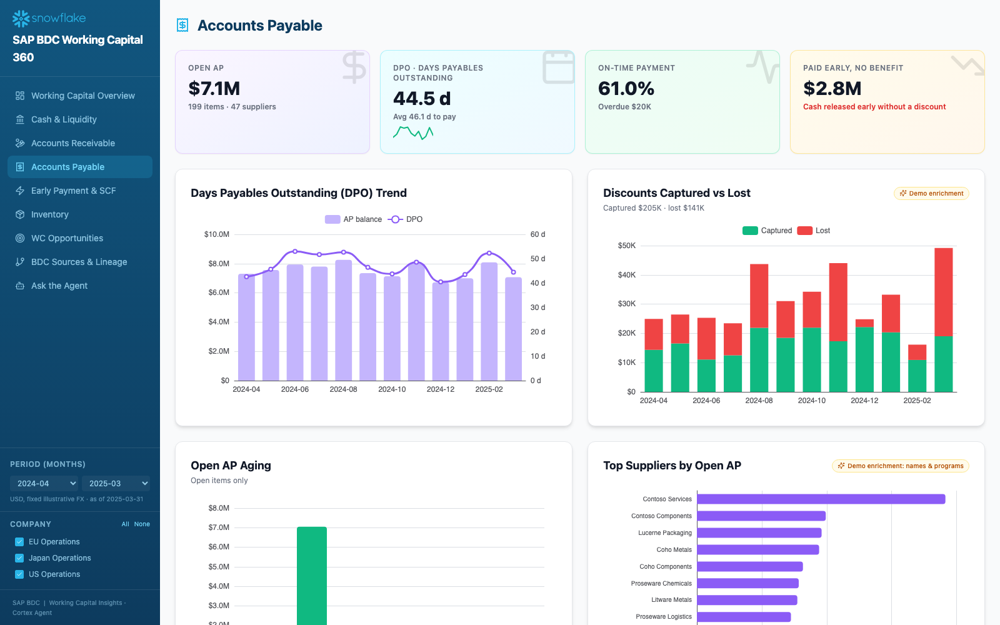 snowflake
SAP BDC Working Capital
360
Working Capital Overview
Cash & Liquidity
Accounts Receivable
Accounts Payable
Early Payment & SCF
Inventory
WC Opportunities
BDC Sources & Lineage
Ask the Agent
PERIOD (MONTHS)
2024-04 2025-03
USD, fixed illustrative FX · as of 2025-03-31
COMPANY All None
EU Operations
Japan Operations
US Operations
SAP BDC | Working Capital Insights ·
Cortex Agent
Accounts Payable
OPEN AP
$7.1M
199 items · 47 suppliers
DPO · DAYS PAYABLES
OUTSTANDING
44.5 d
Avg 46.1 d to pay
ON-TIME PAYMENT
61.0%
Overdue $20K
PAID EARLY, NO BENEFIT
$2.8M
Cash released early without a discount
Days Payables Outstanding (DPO) Trend
AP balance DPO
$10.0M 60 d
$8.0M 50 d
$6.0M 40 d
$4.0M 30 d
$2.0M 20 d
$0 10 d
0 d
2024-04 2024-06 2024-08 2024-10 2024-12 2025-02
Discounts Captured vs Lost
Demo enrichment
Captured $205K · lost $141K
Captured Lost
$50K
$40K
$30K
$20K
$10K
$0
2024-04 2024-06 2024-08 2024-10 2024-12 2025-02
Open AP Aging
Open items only
$8.0M
$7.0M
$6.0M
$5.0M
$4.0M
$3.0M
$2.0M
Top Suppliers by Open AP
Demo enrichment: names & programs
Contoso Services
Contoso Components
Lucerne Packaging
Coho Metals
Coho Components
Proseware Chemicals
Litware Metals
Proseware Logistics